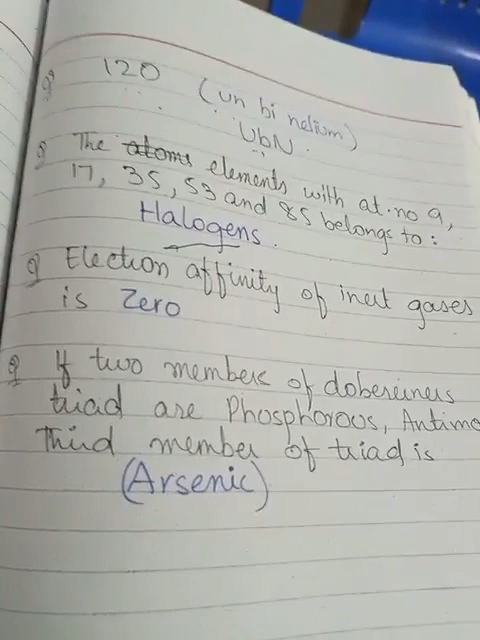 Q 120 (un bi nelium)
UbN
Q The atoms elements with at.no 9,
17, 35, 53 and 85 belongs to:
Halogens.
Q Election affinity of inert gases
is Zero
Q If two members of dobereiners
triad are Phosphorous, Antimo
Third member of triad is
(Arsenic)